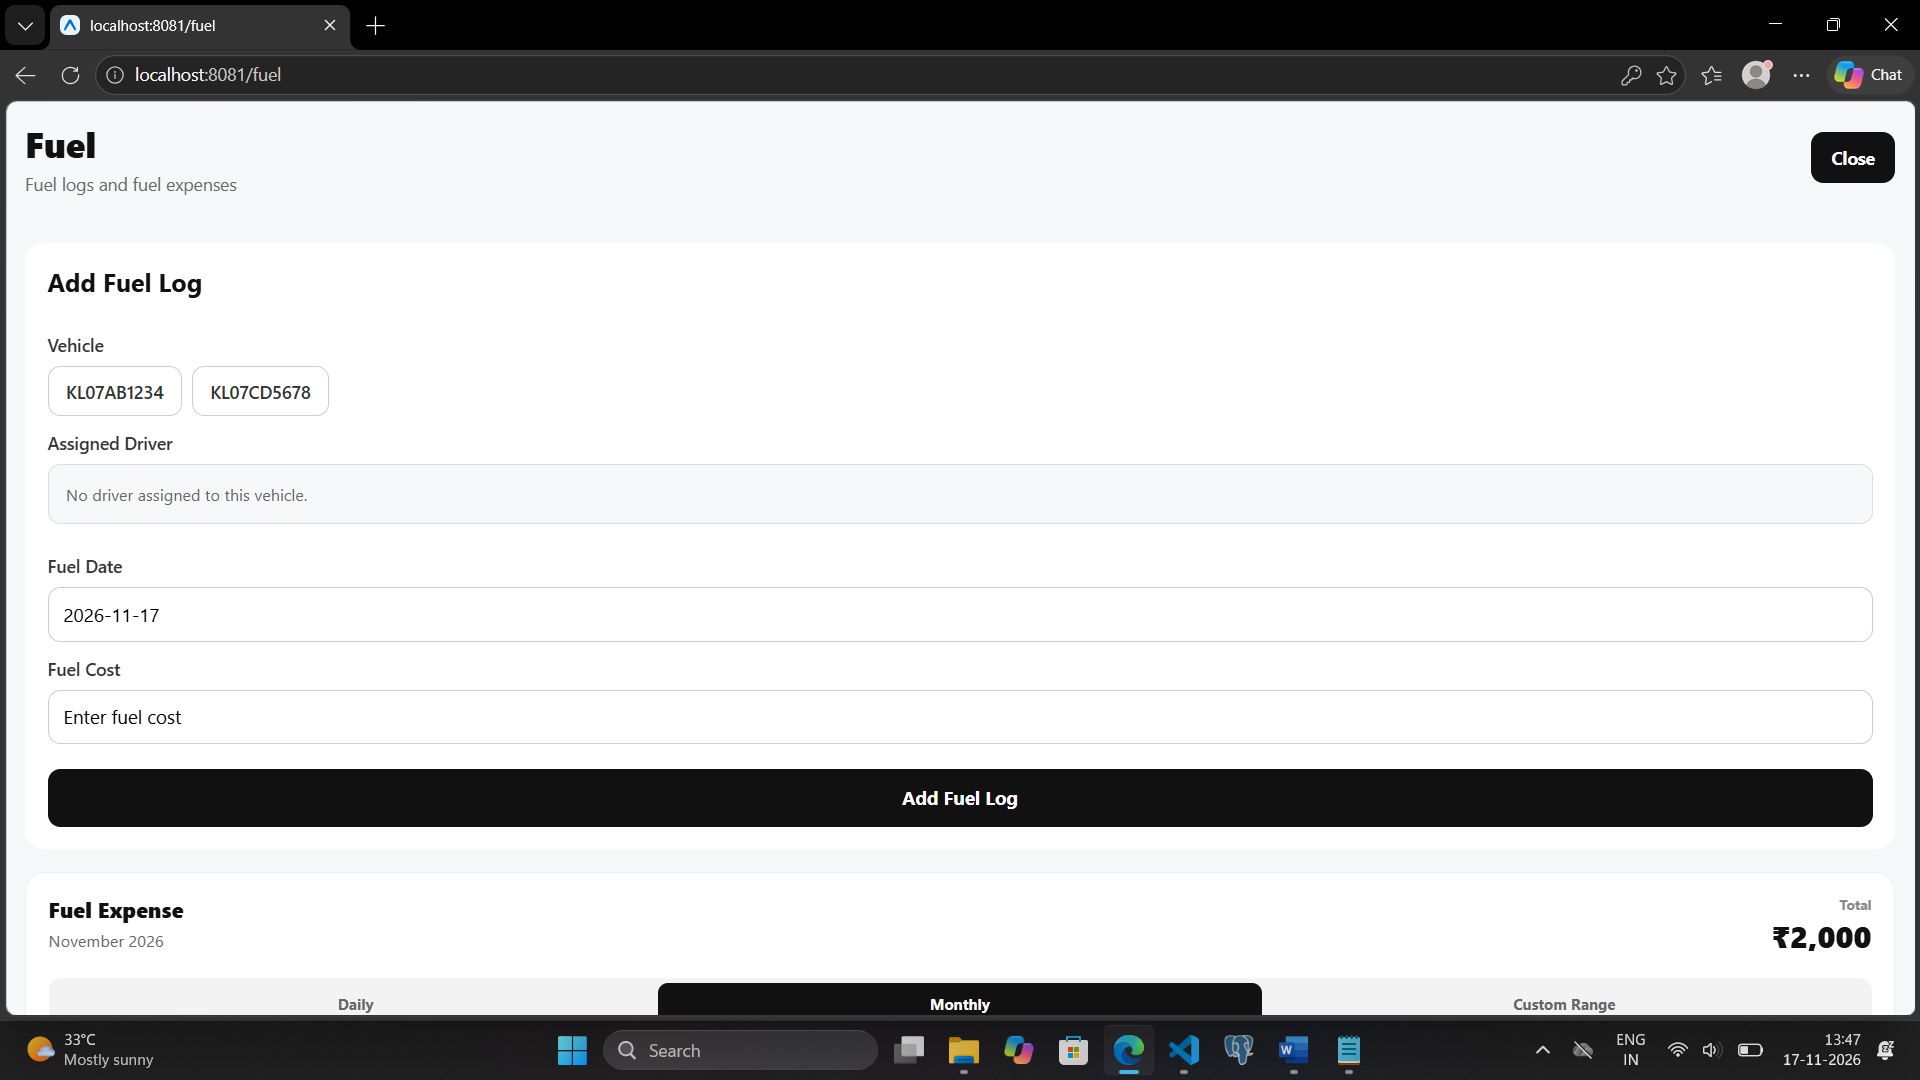 localhost:8081/fuel
localhost:8081/fuel
Chat
Fuel
Fuel logs and fuel expenses
Close
Add Fuel Log
Vehicle
KL07AB1234
KL07CD5678
Assigned Driver
No driver assigned to this vehicle.
Fuel Date
2026-11-17
Fuel Cost
Enter fuel cost
Add Fuel Log
Fuel Expense
November 2026
Total
₹2,000
Daily
Monthly
Custom Range
33°C
Mostly sunny
Search
ENG
IN
13:47
17-11-2026